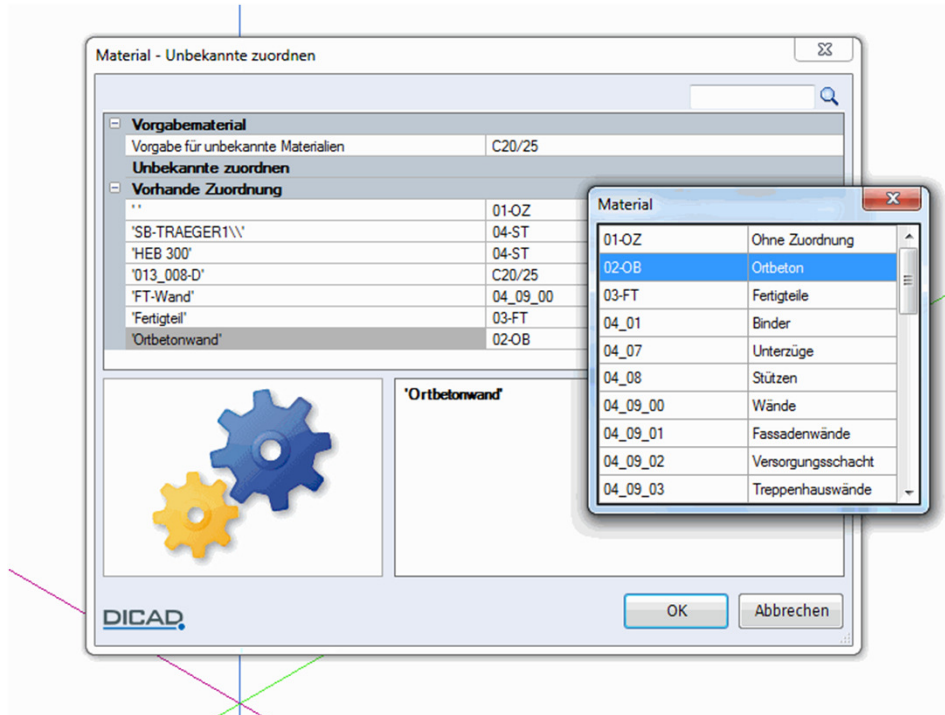 Material - Unbekannte zuordnen
Vorgabematerial
Vorgabe für unbekannte Materialien C20/25
Unbekannte zuordnen
Vorhande Zuordnung
' ' 01-OZ
'SB-TRAEGER1\\' 04-ST
'HEB 300' 04-ST
'013_008-D' C20/25
'FT-Wand' 04_09_00
'Fertigteil' 03-FT
'Ortbetonwand' 02-OB
'Ortbetonwand'
DICAD
OK Abbrechen
Material
01-OZ Ohne Zuordnung
02-OB Ortbeton
03-FT Fertigteile
04_01 Binder
04_07 Unterzüge
04_08 Stützen
04_09_00 Wände
04_09_01 Fassadenwände
04_09_02 Versorgungsschacht
04_09_03 Treppenhauswände